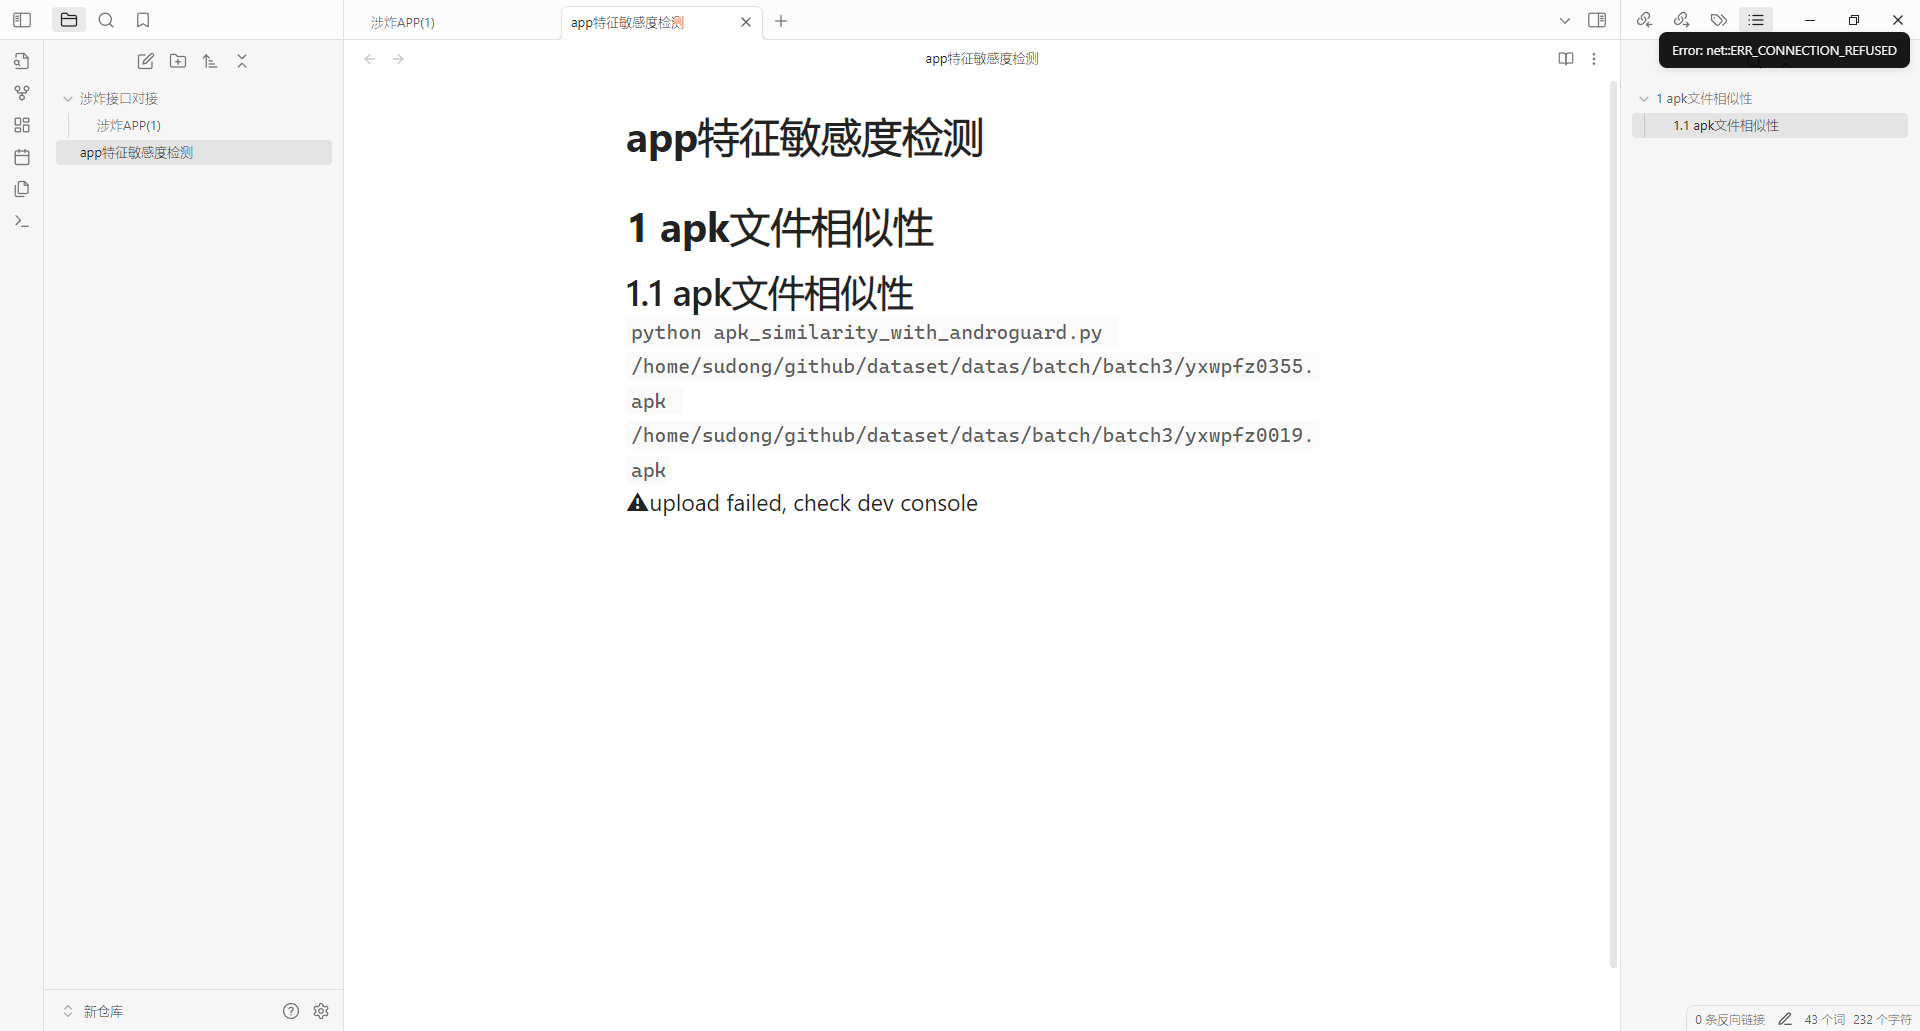 涉炸APP(1)
app特征敏感度检测
Error: net::ERR_CONNECTION_REFUSED
app特征敏感度检测
涉炸接口对接
涉炸APP(1)
app特征敏感度检测
1 apk文件相似性
1.1 apk文件相似性
app特征敏感度检测
1 apk文件相似性
1.1 apk文件相似性
python apk_similarity_with_androguard.py
/home/sudong/github/dataset/datas/batch/batch3/yxwpfz0355.
apk
/home/sudong/github/dataset/datas/batch/batch3/yxwpfz0019.
apk
⚠upload failed, check dev console
新仓库
0 条反向链接 43 个词 232 个字符